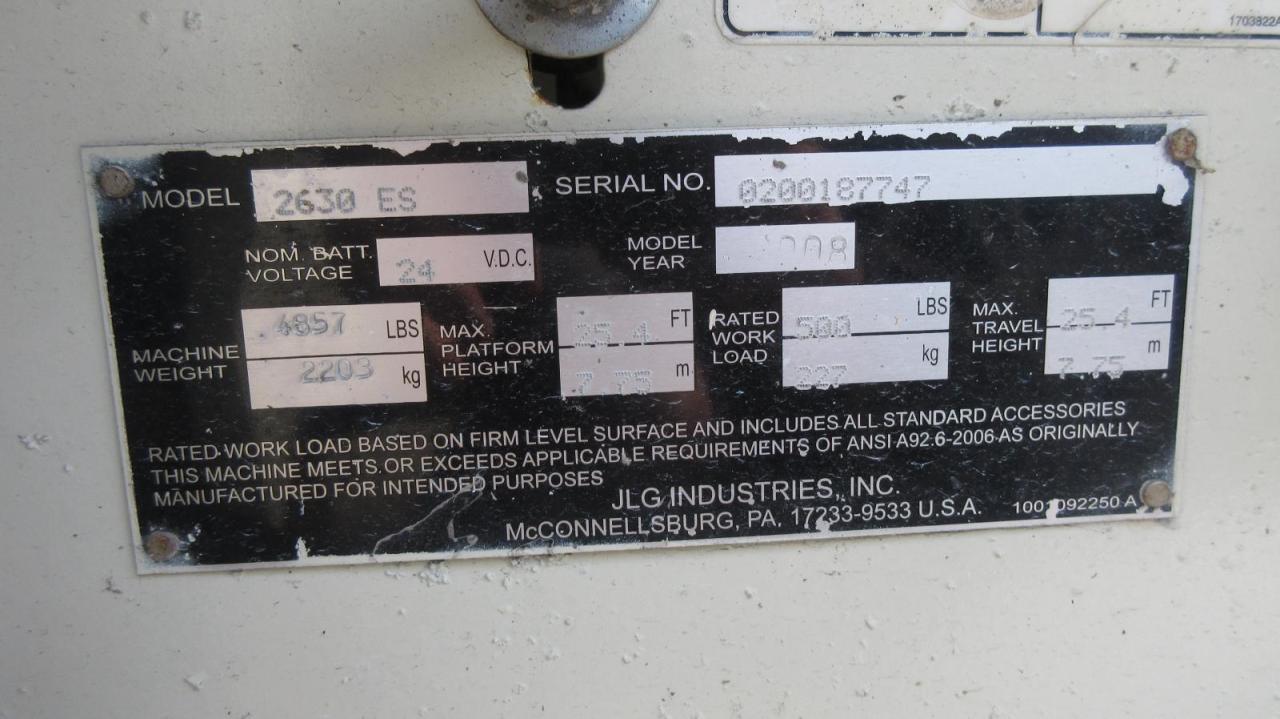 1703822A
MODEL 2630 ES SERIAL NO. 0200187747
NOM. BATT. VOLTAGE 24 V.D.C. MODEL YEAR
MACHINE WEIGHT 4857 LBS 2203 kg
MAX. PLATFORM HEIGHT 25.4 FT 7.75 m
RATED WORK LOAD 500 LBS 227 kg
MAX. TRAVEL HEIGHT 25.4 FT 7.75 m
RATED WORK LOAD BASED ON FIRM LEVEL SURFACE AND INCLUDES ALL STANDARD ACCESSORIES
THIS MACHINE MEETS OR EXCEEDS APPLICABLE REQUIREMENTS OF ANSI A92.6-2006 AS ORIGINALLY
MANUFACTURED FOR INTENDED PURPOSES
JLG INDUSTRIES, INC.
McCONNELLSBURG, PA. 17233-9533 U.S.A. 1001092250 A